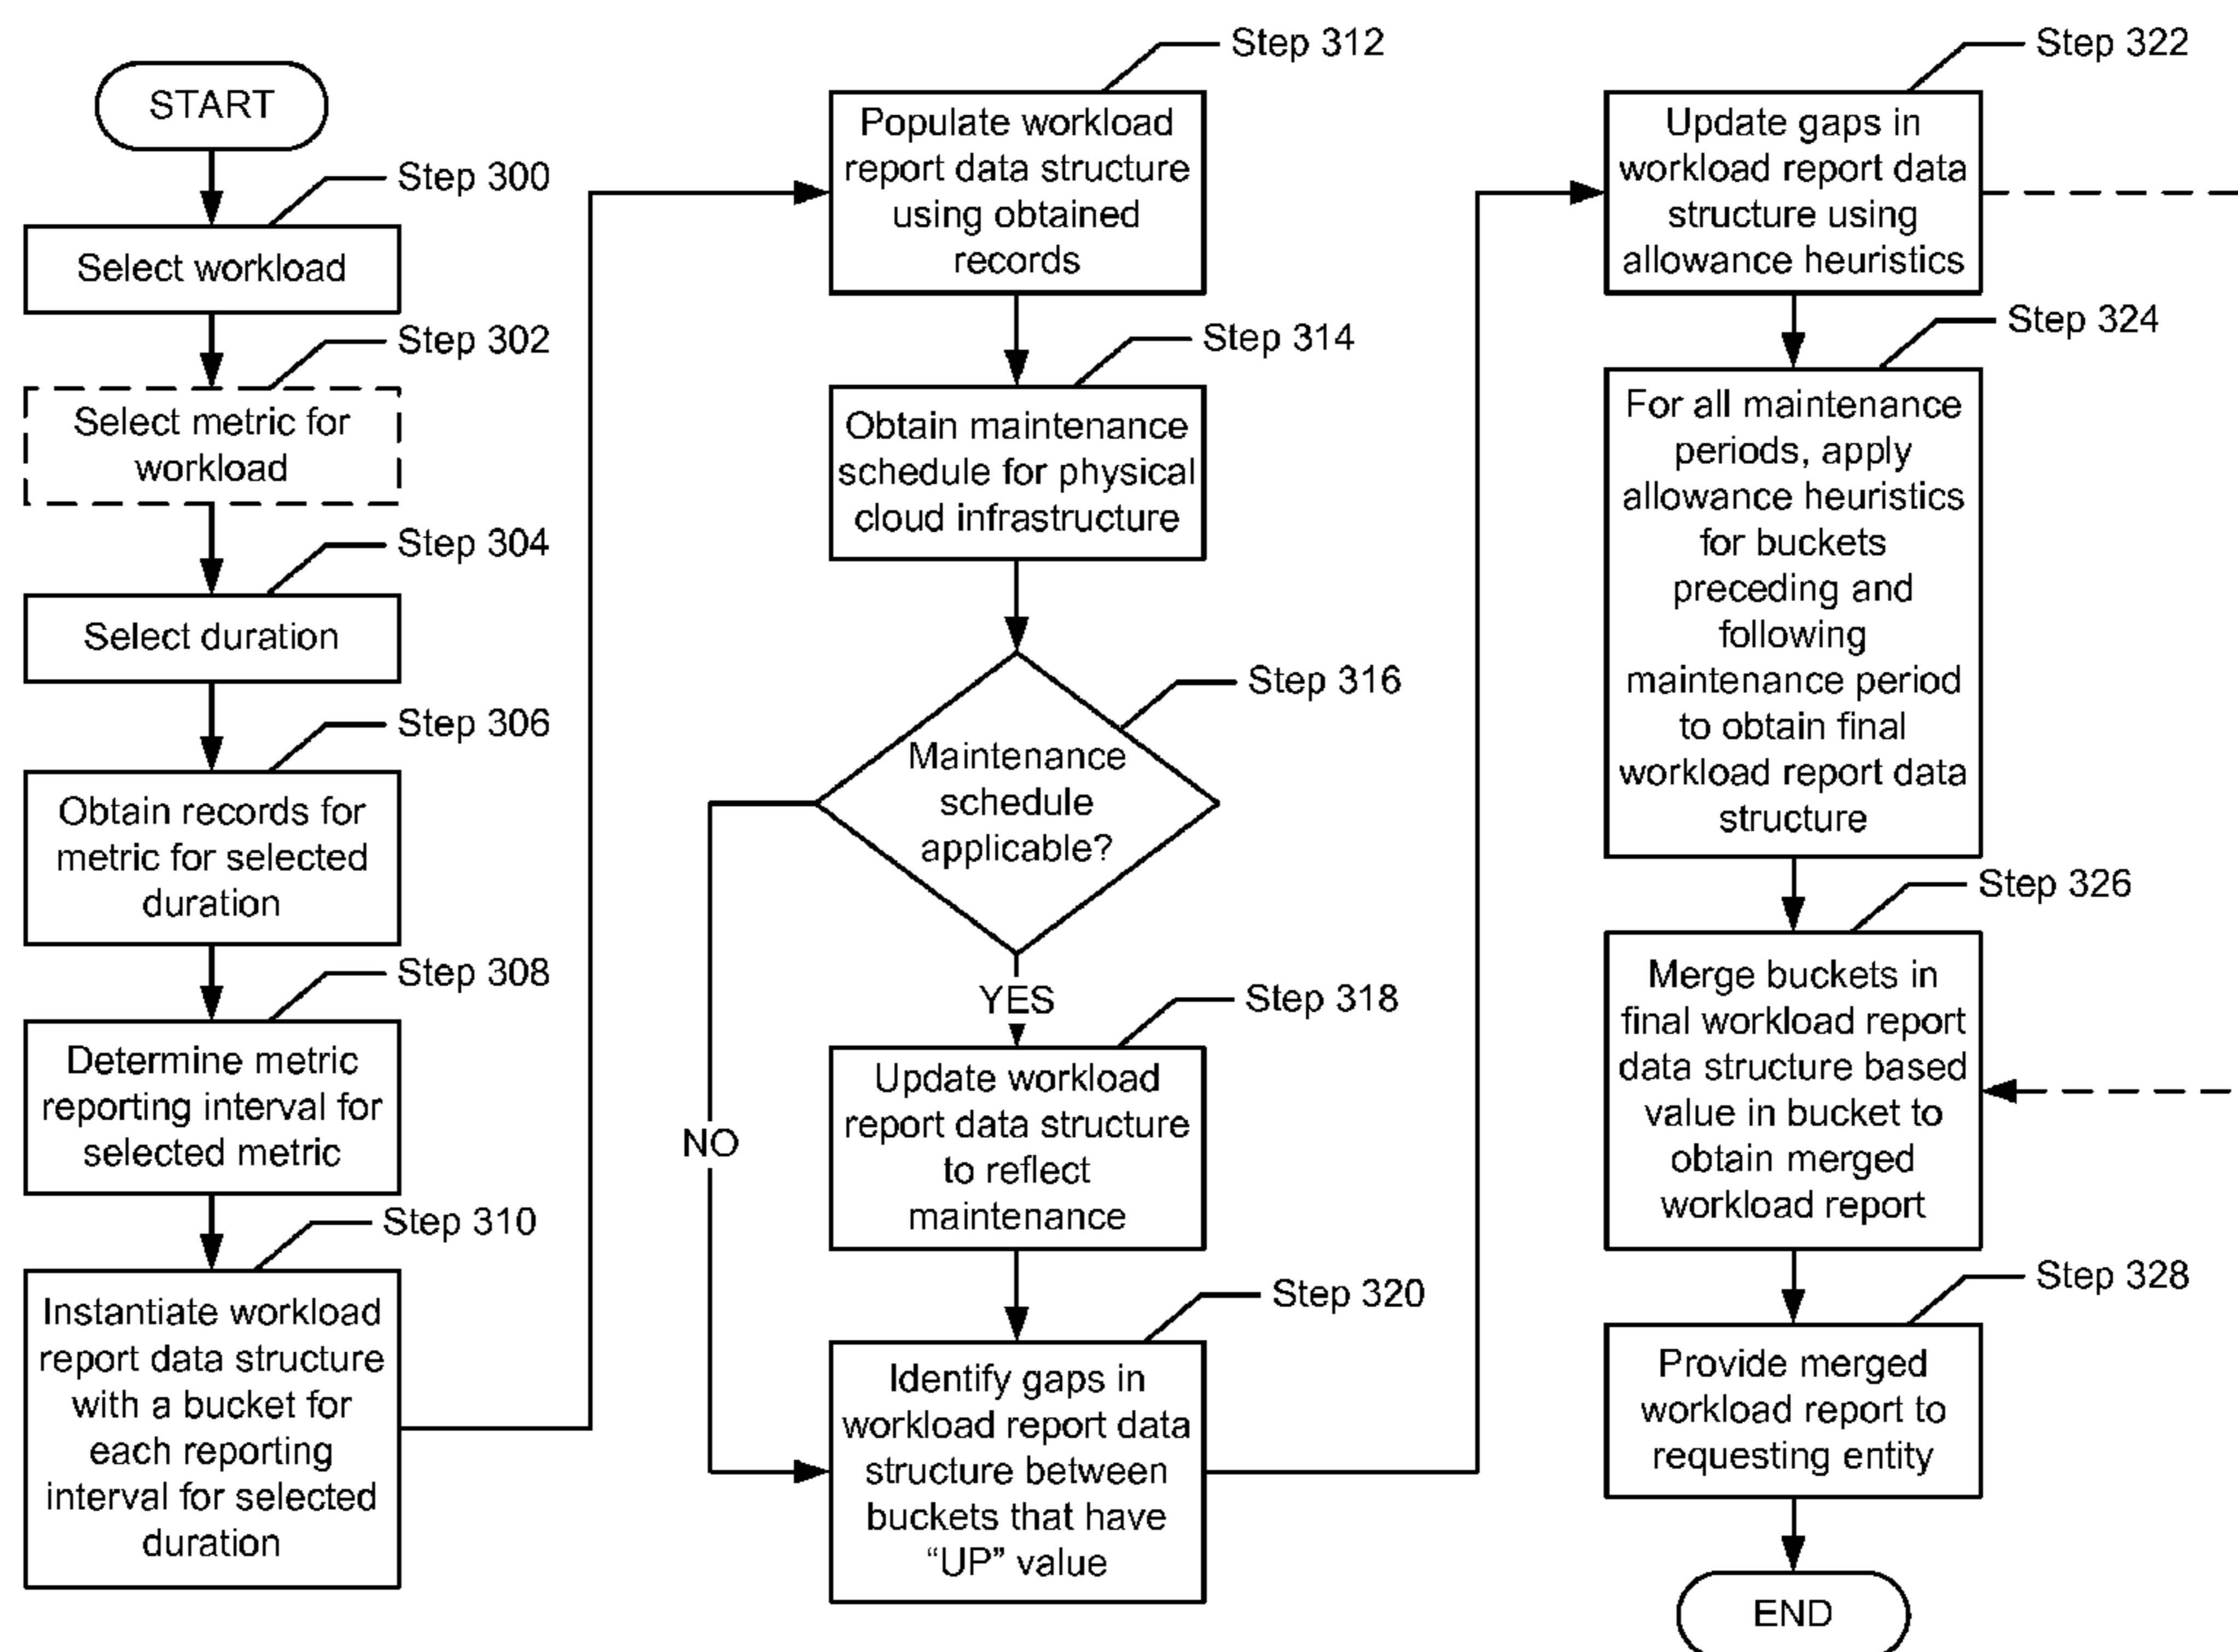 START
Step 300
Select workload
Step 302
Select metric for
workload
Step 304
Select duration
Step 306
Obtain records for
metric for selected
duration
Step 308
Determine metric
reporting interval for
selected metric
Step 310
Instantiate workload
report data structure
with a bucket for
each reporting
interval for selected
duration
Step 312
Populate workload
report data structure
using obtained
records
Step 314
Obtain maintenance
schedule for physical
cloud infrastructure
Step 316
Maintenance
schedule
applicable?
YES
NO
Step 318
Update workload
report data structure
to reflect
maintenance
Step 320
Identify gaps in
workload report data
structure between
buckets that have
“UP” value
Step 322
Update gaps in
workload report data
structure using
allowance heuristics
Step 324
For all maintenance
periods, apply
allowance heuristics
for buckets
preceding and
following
maintenance period
to obtain final
workload report data
structure
Step 326
Merge buckets in
final workload report
data structure based
value in bucket to
obtain merged
workload report
Step 328
Provide merged
workload report to
requesting entity
END